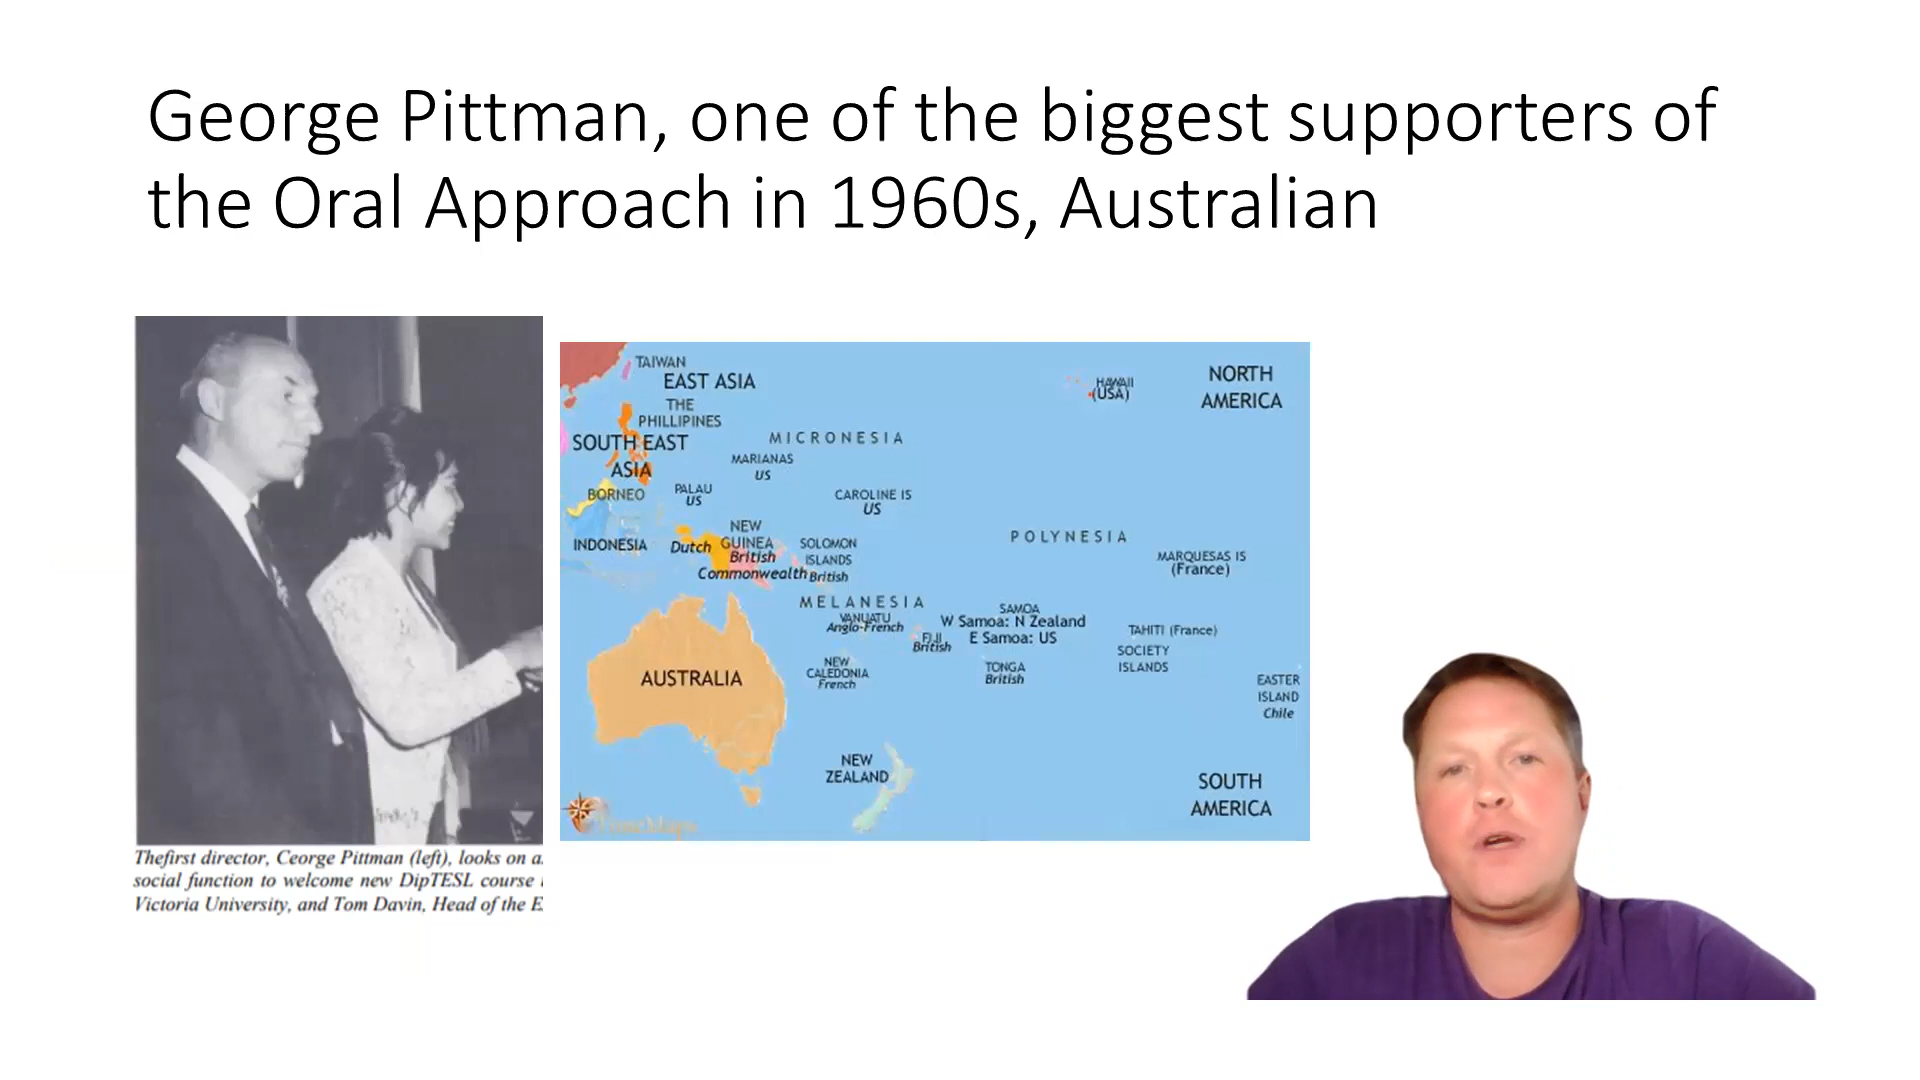 George Pittman, one of the biggest supporters of
the Oral Approach in 1960s, Australian
Thefirst director, Ceorge Pittman (left), looks on a
social function to welcome new DipTESL course
Victoria University, and Tom Davin, Head of the E
TAIWAN
EAST ASIA
THE
PHILLIPINES
SOUTH EAST
ASIA
BORNEO
INDONESIA
MICRONESIA
MARIANAS
US
PALAU
US
CAROLINE IS
US
NEW
GUINEA
Dutch
British
Commonwealth
SOLOMON
ISLANDS
British
HAWAII
(USA)
NORTH
AMERICA
POLYNESIA
MARQUESAS IS
(France)
MELANESIA
VANUATU
Anglo-French
FIJI
British
SAMOA
W Samoa: N Zealand
E Samoa: US
TAHITI (France)
SOCIETY
ISLANDS
NEW
CALEDONIA
French
TONGA
British
EASTER
ISLAND
Chile
AUSTRALIA
NEW
ZEALAND
SOUTH
AMERICA
TimeMaps